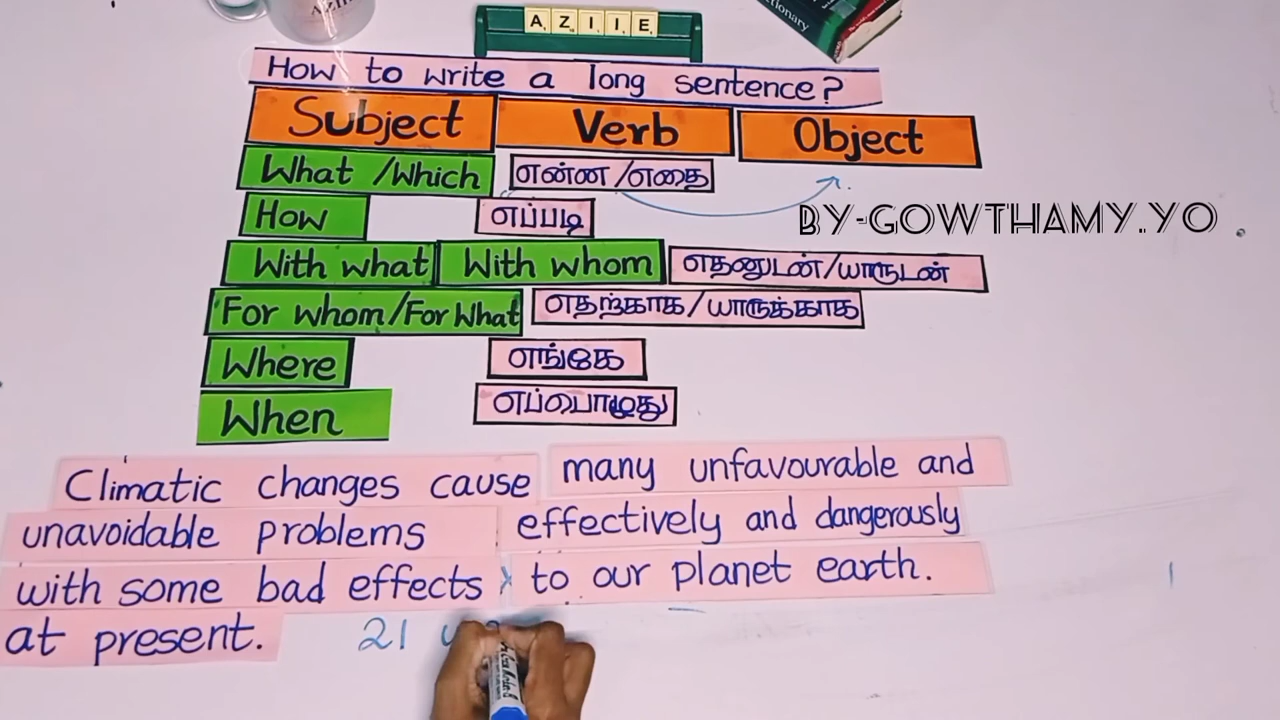 AZIIE
How to write a long sentence?
Subject Verb Object
What /Which என்ன /எதை
How எப்படி
BY-GOWTHAMY.YO
With what With whom எதனுடன்/யாருடன்
For whom/For What எதற்காக/யாருக்காக
Where எங்கே
When எப்பொழுது
Climatic changes cause many unfavourable and
unavoidable problems effectively and dangerously
with some bad effects to our planet earth.
at present. 21